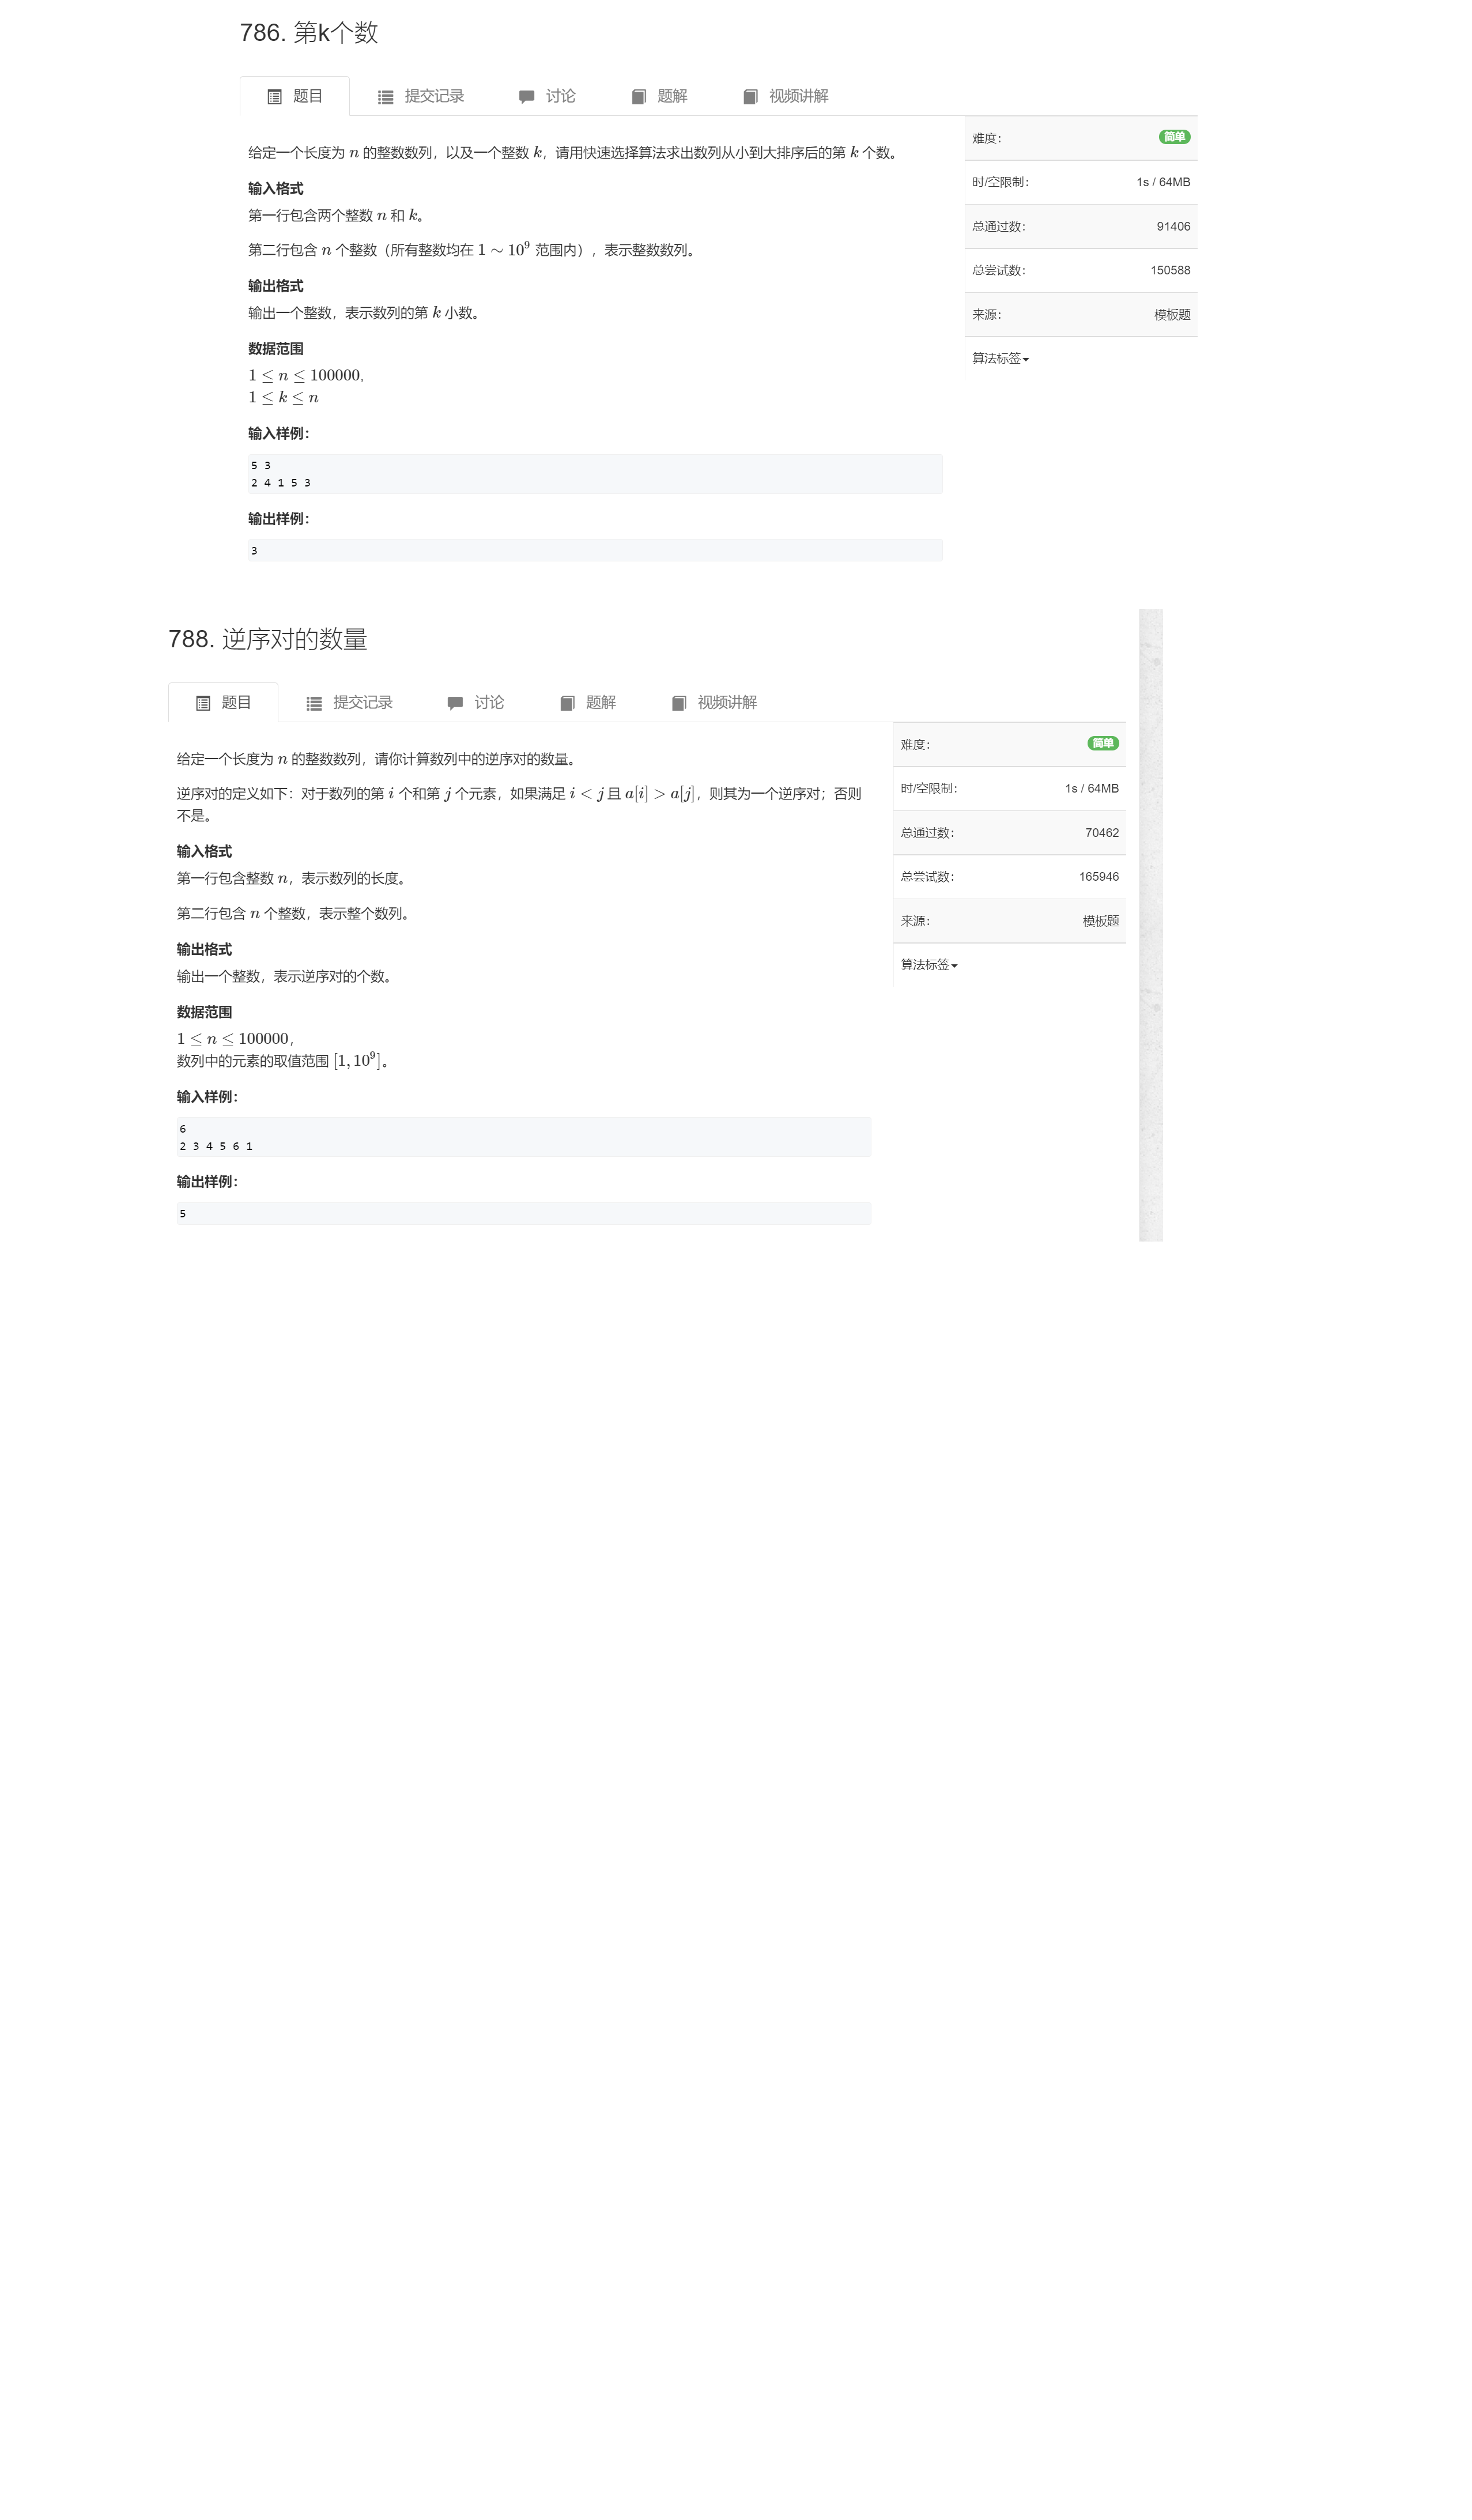 786. 第k个数
题目 提交记录 讨论 题解 视频讲解
给定一个长度为 n 的整数数列，以及一个整数 k，请用快速选择算法求出数列从小到大排序后的第 k 个数。
输入格式
第一行包含两个整数 n 和 k。
第二行包含 n 个整数（所有整数均在 1 ∼ 10⁹ 范围内），表示整数数列。
输出格式
输出一个整数，表示数列的第 k 小数。
数据范围
1 ≤ n ≤ 100000,
1 ≤ k ≤ n
输入样例：
5 3
2 4 1 5 3
输出样例：
3
难度： 简单
时/空限制： 1s / 64MB
总通过数： 91406
总尝试数： 150588
来源： 模板题
算法标签
788. 逆序对的数量
题目 提交记录 讨论 题解 视频讲解
给定一个长度为 n 的整数数列，请你计算数列中的逆序对的数量。
逆序对的定义如下：对于数列的第 i 个和第 j 个元素，如果满足 i < j 且 a[i] > a[j]，则其为一个逆序对；否则
不是。
输入格式
第一行包含整数 n，表示数列的长度。
第二行包含 n 个整数，表示整个数列。
输出格式
输出一个整数，表示逆序对的个数。
数据范围
1 ≤ n ≤ 100000，
数列中的元素的取值范围 [1, 10⁹]。
输入样例：
6
2 3 4 5 6 1
输出样例：
5
难度： 简单
时/空限制： 1s / 64MB
总通过数： 70462
总尝试数： 165946
来源： 模板题
算法标签